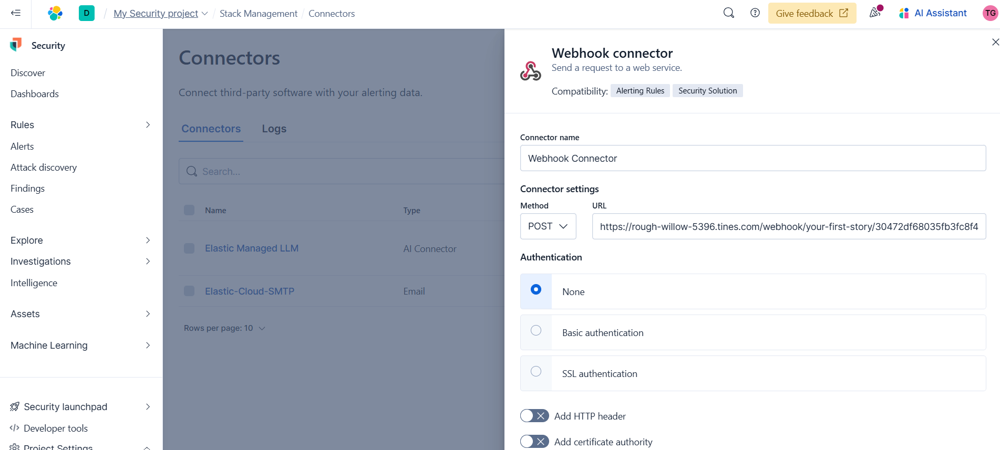 D / My Security project / Stack Management / Connectors
Give feedback
AI Assistant
TG
Security
Discover
Dashboards
Rules
Alerts
Attack discovery
Findings
Cases
Explore
Investigations
Intelligence
Assets
Machine Learning
Security launchpad
Developer tools
Project Settings
Connectors
Connect third-party software with your alerting data.
Connectors Logs
Search...
Name Type
Elastic Managed LLM AI Connector
Elastic-Cloud-SMTP Email
Rows per page: 10
Webhook connector
Send a request to a web service.
Compatibility: Alerting Rules Security Solution
Connector name
Webhook Connector
Connector settings
Method URL
POST https://rough-willow-5396.tines.com/webhook/your-first-story/30472df68035fb3fc8f4
Authentication
None
Basic authentication
SSL authentication
Add HTTP header
Add certificate authority